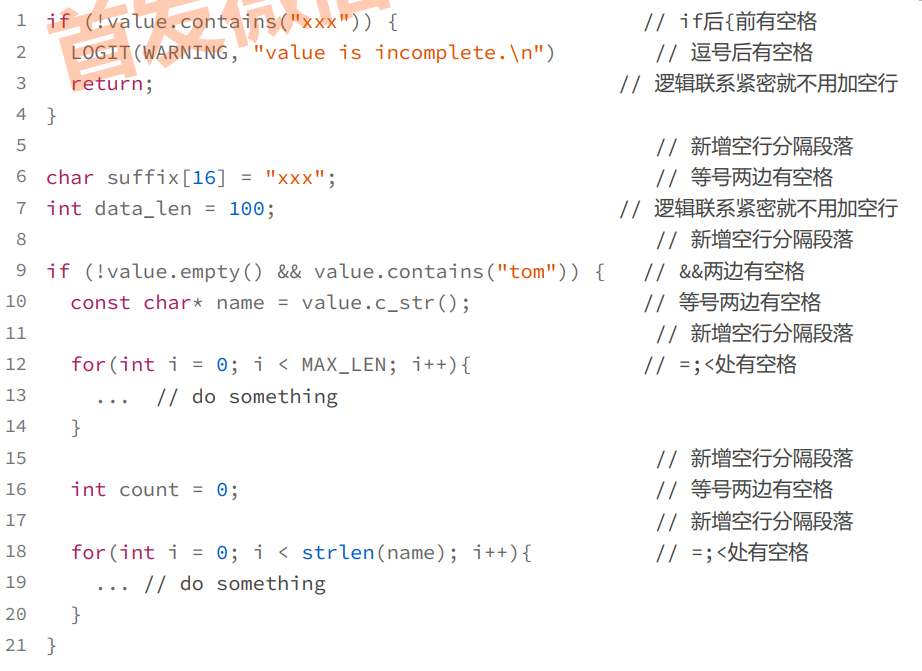 首发微信
1 if (!value.contains("xxx")) { // if后{前有空格
2 LOGIT(WARNING, "value is incomplete.\n") // 逗号后有空格
3 return; // 逻辑联系紧密就不用加空行
4 }
5 // 新增空行分隔段落
6 char suffix[16] = "xxx"; // 等号两边有空格
7 int data_len = 100; // 逻辑联系紧密就不用加空行
8 // 新增空行分隔段落
9 if (!value.empty() && value.contains("tom")) { // &&两边有空格
10 const char* name = value.c_str(); // 等号两边有空格
11 // 新增空行分隔段落
12 for(int i = 0; i < MAX_LEN; i++){ // =;<处有空格
13 ... // do something
14 }
15 // 新增空行分隔段落
16 int count = 0; // 等号两边有空格
17 // 新增空行分隔段落
18 for(int i = 0; i < strlen(name); i++){ // =;<处有空格
19 ... // do something
20 }
21 }